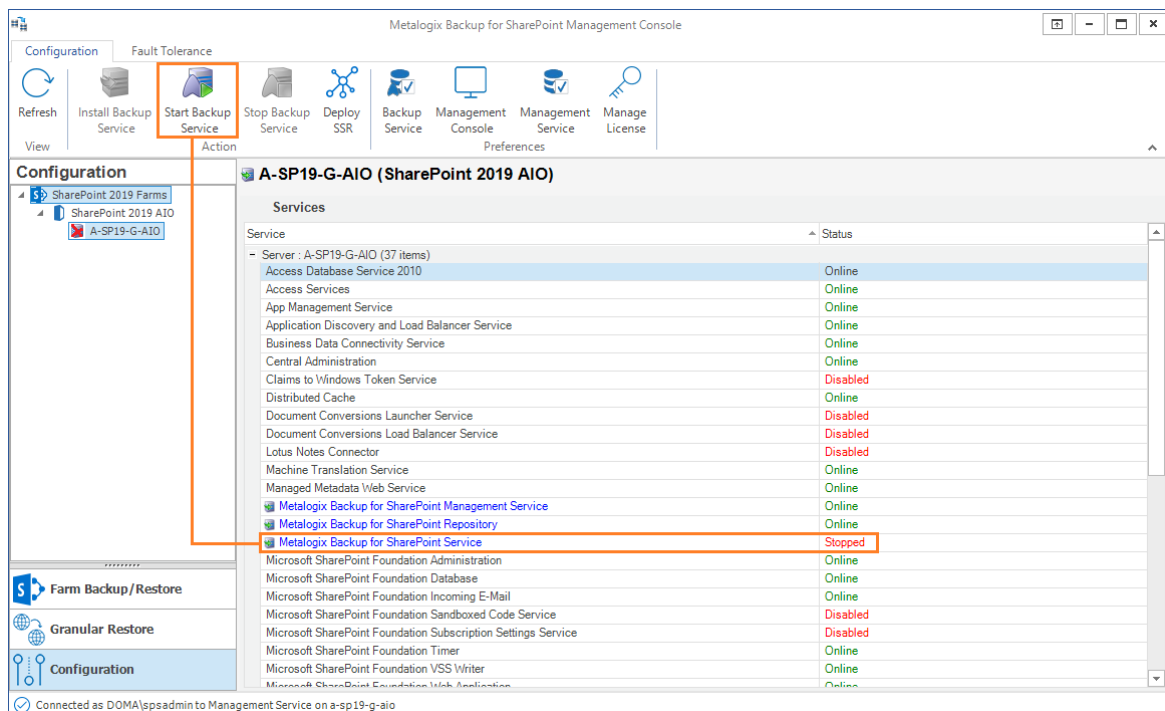 Metalogix Backup for SharePoint Management Console
Configuration Fault Tolerance
Refresh Install Backup Service Start Backup Service Stop Backup Service Deploy SSR Backup Service Management Console Management Service Manage License
View Action Preferences
Configuration
SharePoint 2019 Farms
SharePoint 2019 AIO
A-SP19-G-AIO
A-SP19-G-AIO (SharePoint 2019 AIO)
Services
Service Status
Server : A-SP19-G-AIO (37 items)
Access Database Service 2010 Online
Access Services Online
App Management Service Online
Application Discovery and Load Balancer Service Online
Business Data Connectivity Service Online
Central Administration Online
Claims to Windows Token Service Disabled
Distributed Cache Online
Document Conversions Launcher Service Disabled
Document Conversions Load Balancer Service Disabled
Lotus Notes Connector Disabled
Machine Translation Service Online
Managed Metadata Web Service Online
Metalogix Backup for SharePoint Management Service Online
Metalogix Backup for SharePoint Repository Online
Metalogix Backup for SharePoint Service Stopped
Microsoft SharePoint Foundation Administration Online
Microsoft SharePoint Foundation Database Online
Microsoft SharePoint Foundation Incoming E-Mail Online
Microsoft SharePoint Foundation Sandboxed Code Service Disabled
Microsoft SharePoint Foundation Subscription Settings Service Disabled
Microsoft SharePoint Foundation Timer Online
Microsoft SharePoint Foundation VSS Writer Online
Microsoft SharePoint Foundation Web Application Online
Farm Backup/Restore
Granular Restore
Configuration
Connected as DOMA\spsadmin to Management Service on a-sp19-g-aio